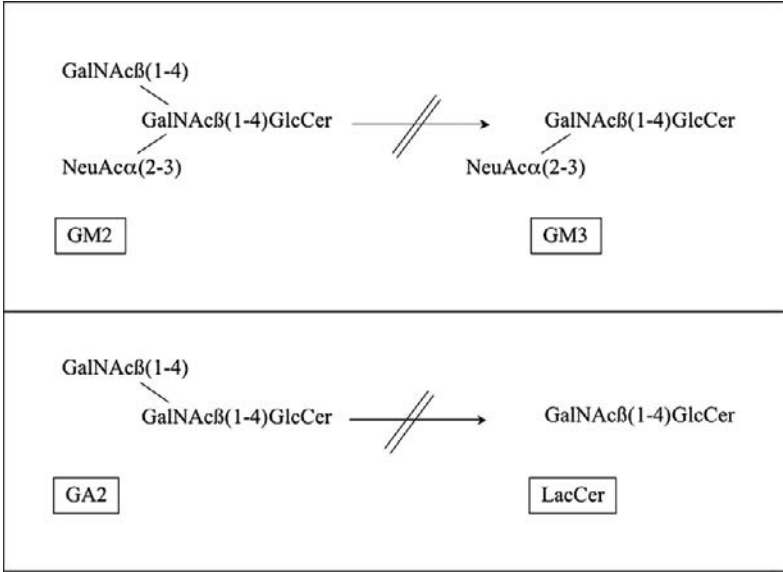 GalNAcß(1-4)
GalNAcß(1-4)GlcCer
NeuAcα(2-3)
GM2
GalNAcß(1-4)GlcCer
NeuAcα(2-3)
GM3
GalNAcß(1-4)
GalNAcß(1-4)GlcCer
GA2
GalNAcß(1-4)GlcCer
LacCer